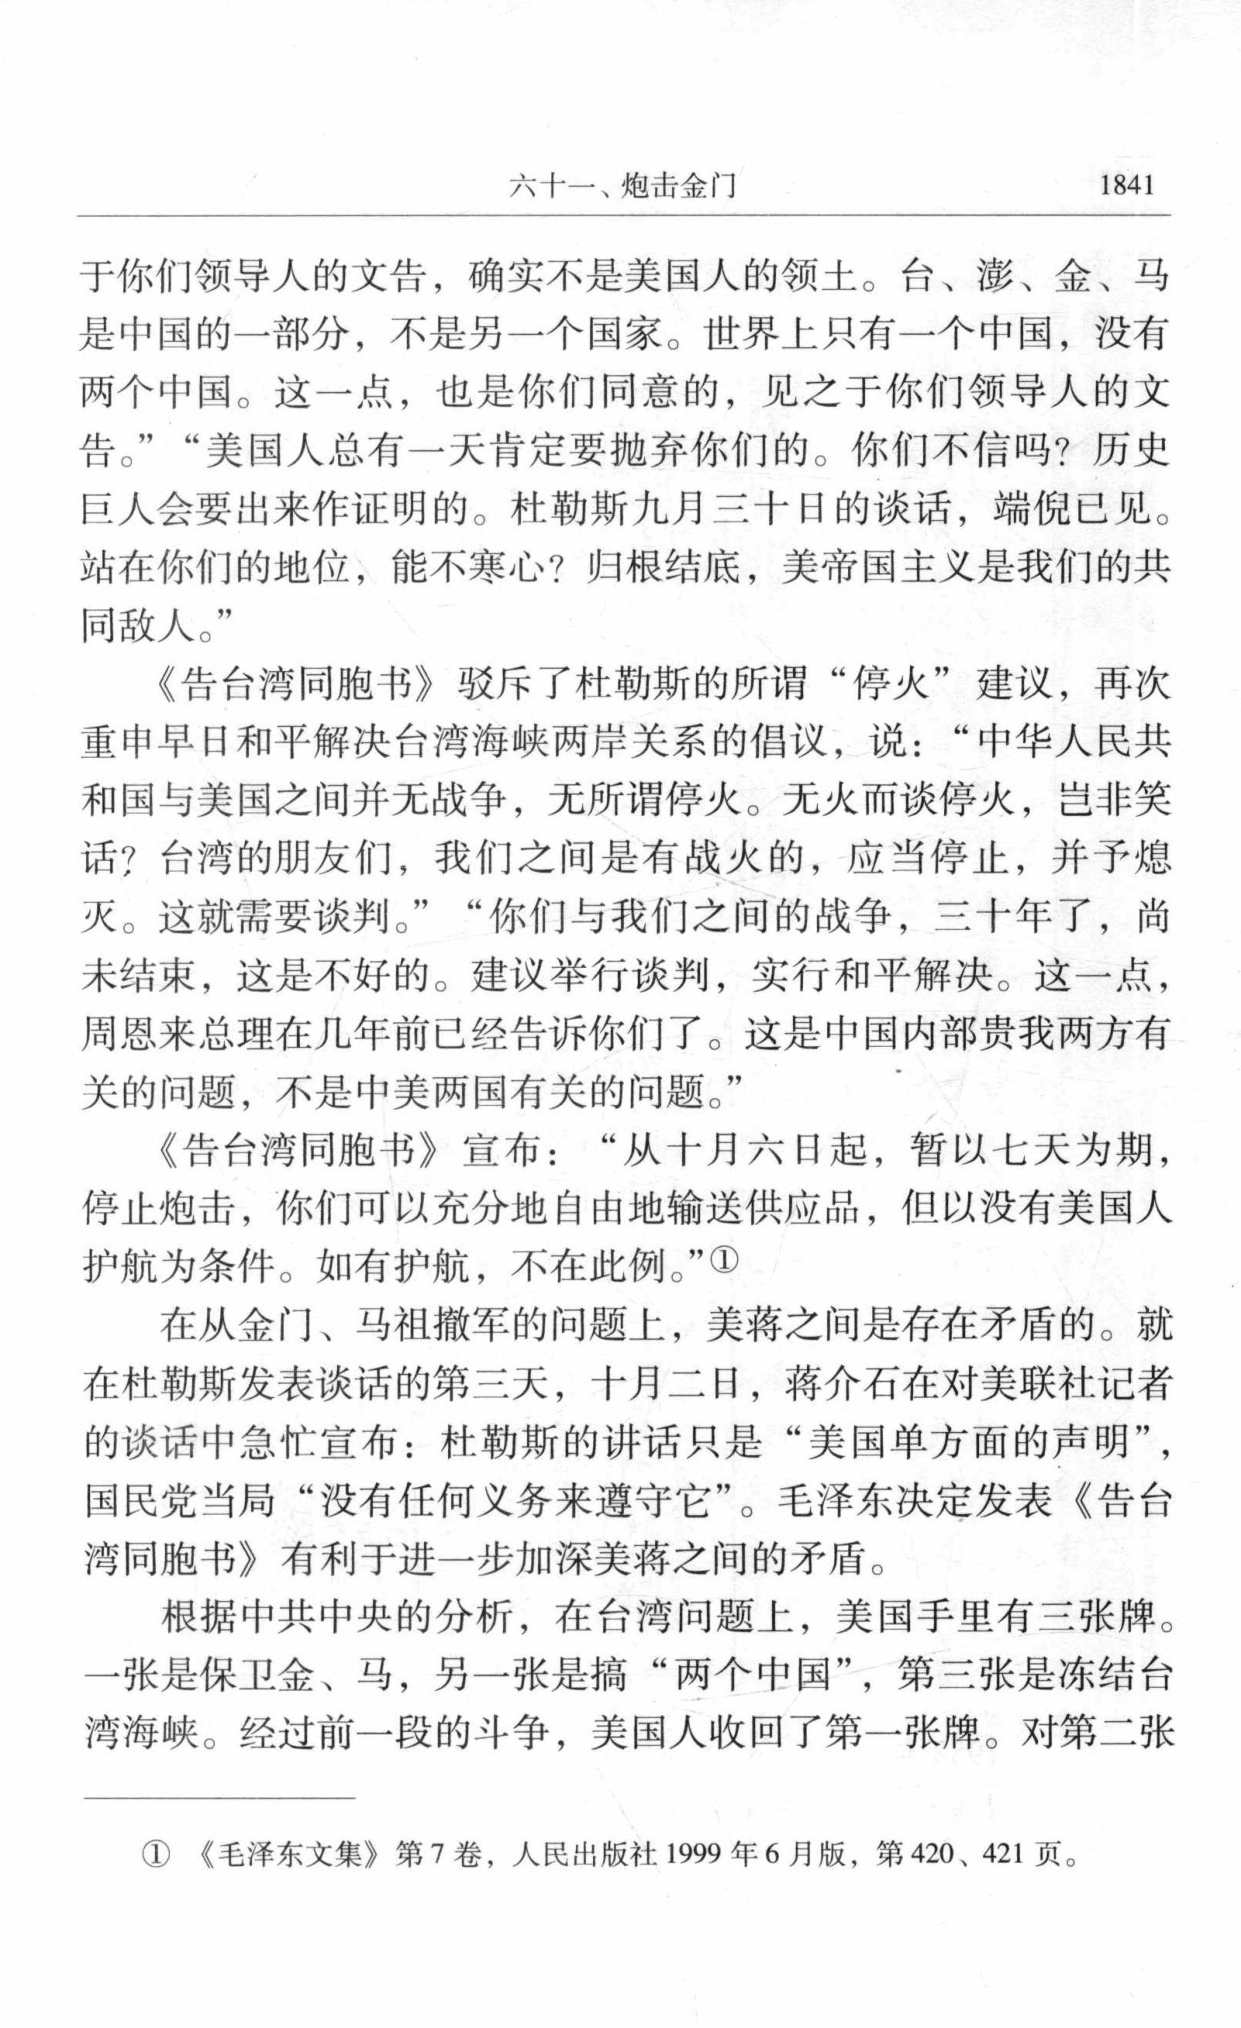 六十一、炮击金门 1841
于你们领导人的文告，确实不是美国人的领土。台、澎、金、马
是中国的一部分，不是另一个国家。世界上只有一个中国，没有
两个中国。这一点，也是你们同意的，见之于你们领导人的文
告。”“美国人总有一天肯定要抛弃你们的。你们不信吗？历史
巨人会要出来作证明的。杜勒斯九月三十日的谈话，端倪已见。
站在你们的地位，能不寒心？归根结底，美帝国主义是我们的共
同敌人。”
《告台湾同胞书》驳斥了杜勒斯的所谓“停火”建议，再次
重申早日和平解决台湾海峡两岸关系的倡议，说：“中华人民共
和国与美国之间并无战争，无所谓停火。无火而谈停火，岂非笑
话？台湾的朋友们，我们之间是有战火的，应当停止，并予熄
灭。这就需要谈判。”“你们与我们之间的战争，三十年了，尚
未结束，这是不好的。建议举行谈判，实行和平解决。这一点，
周恩来总理在几年前已经告诉你们了。这是中国内部贵我两方有
关的问题，不是中美两国有关的问题。”
《告台湾同胞书》宣布：“从十月六日起，暂以七天为期，
停止炮击，你们可以充分地自由地输送供应品，但以没有美国人
护航为条件。如有护航，不在此例。”①
在从金门、马祖撤军的问题上，美蒋之间是存在矛盾的。就
在杜勒斯发表谈话的第三天，十月二日，蒋介石在对美联社记者
的谈话中急忙宣布：杜勒斯的讲话只是“美国单方面的声明”，
国民党当局“没有任何义务来遵守它”。毛泽东决定发表《告台
湾同胞书》有利于进一步加深美蒋之间的矛盾。
根据中共中央的分析，在台湾问题上，美国手里有三张牌。
一张是保卫金、马，另一张是搞“两个中国”，第三张是冻结台
湾海峡。经过前一段的斗争，美国人收回了第一张牌。对第二张
① 《毛泽东文集》第7卷，人民出版社1999年6月版，第420、421页。